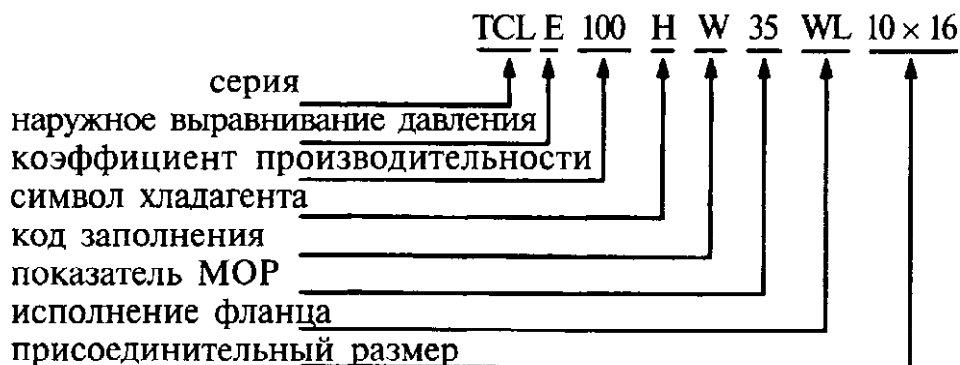 TCL E 100 H W 35 WL 10 × 16
серия
наружное выравнивание давления
коэффициент производительности
символ хладагента
код заполнения
показатель МОР
исполнение фланца
присоединительный размер